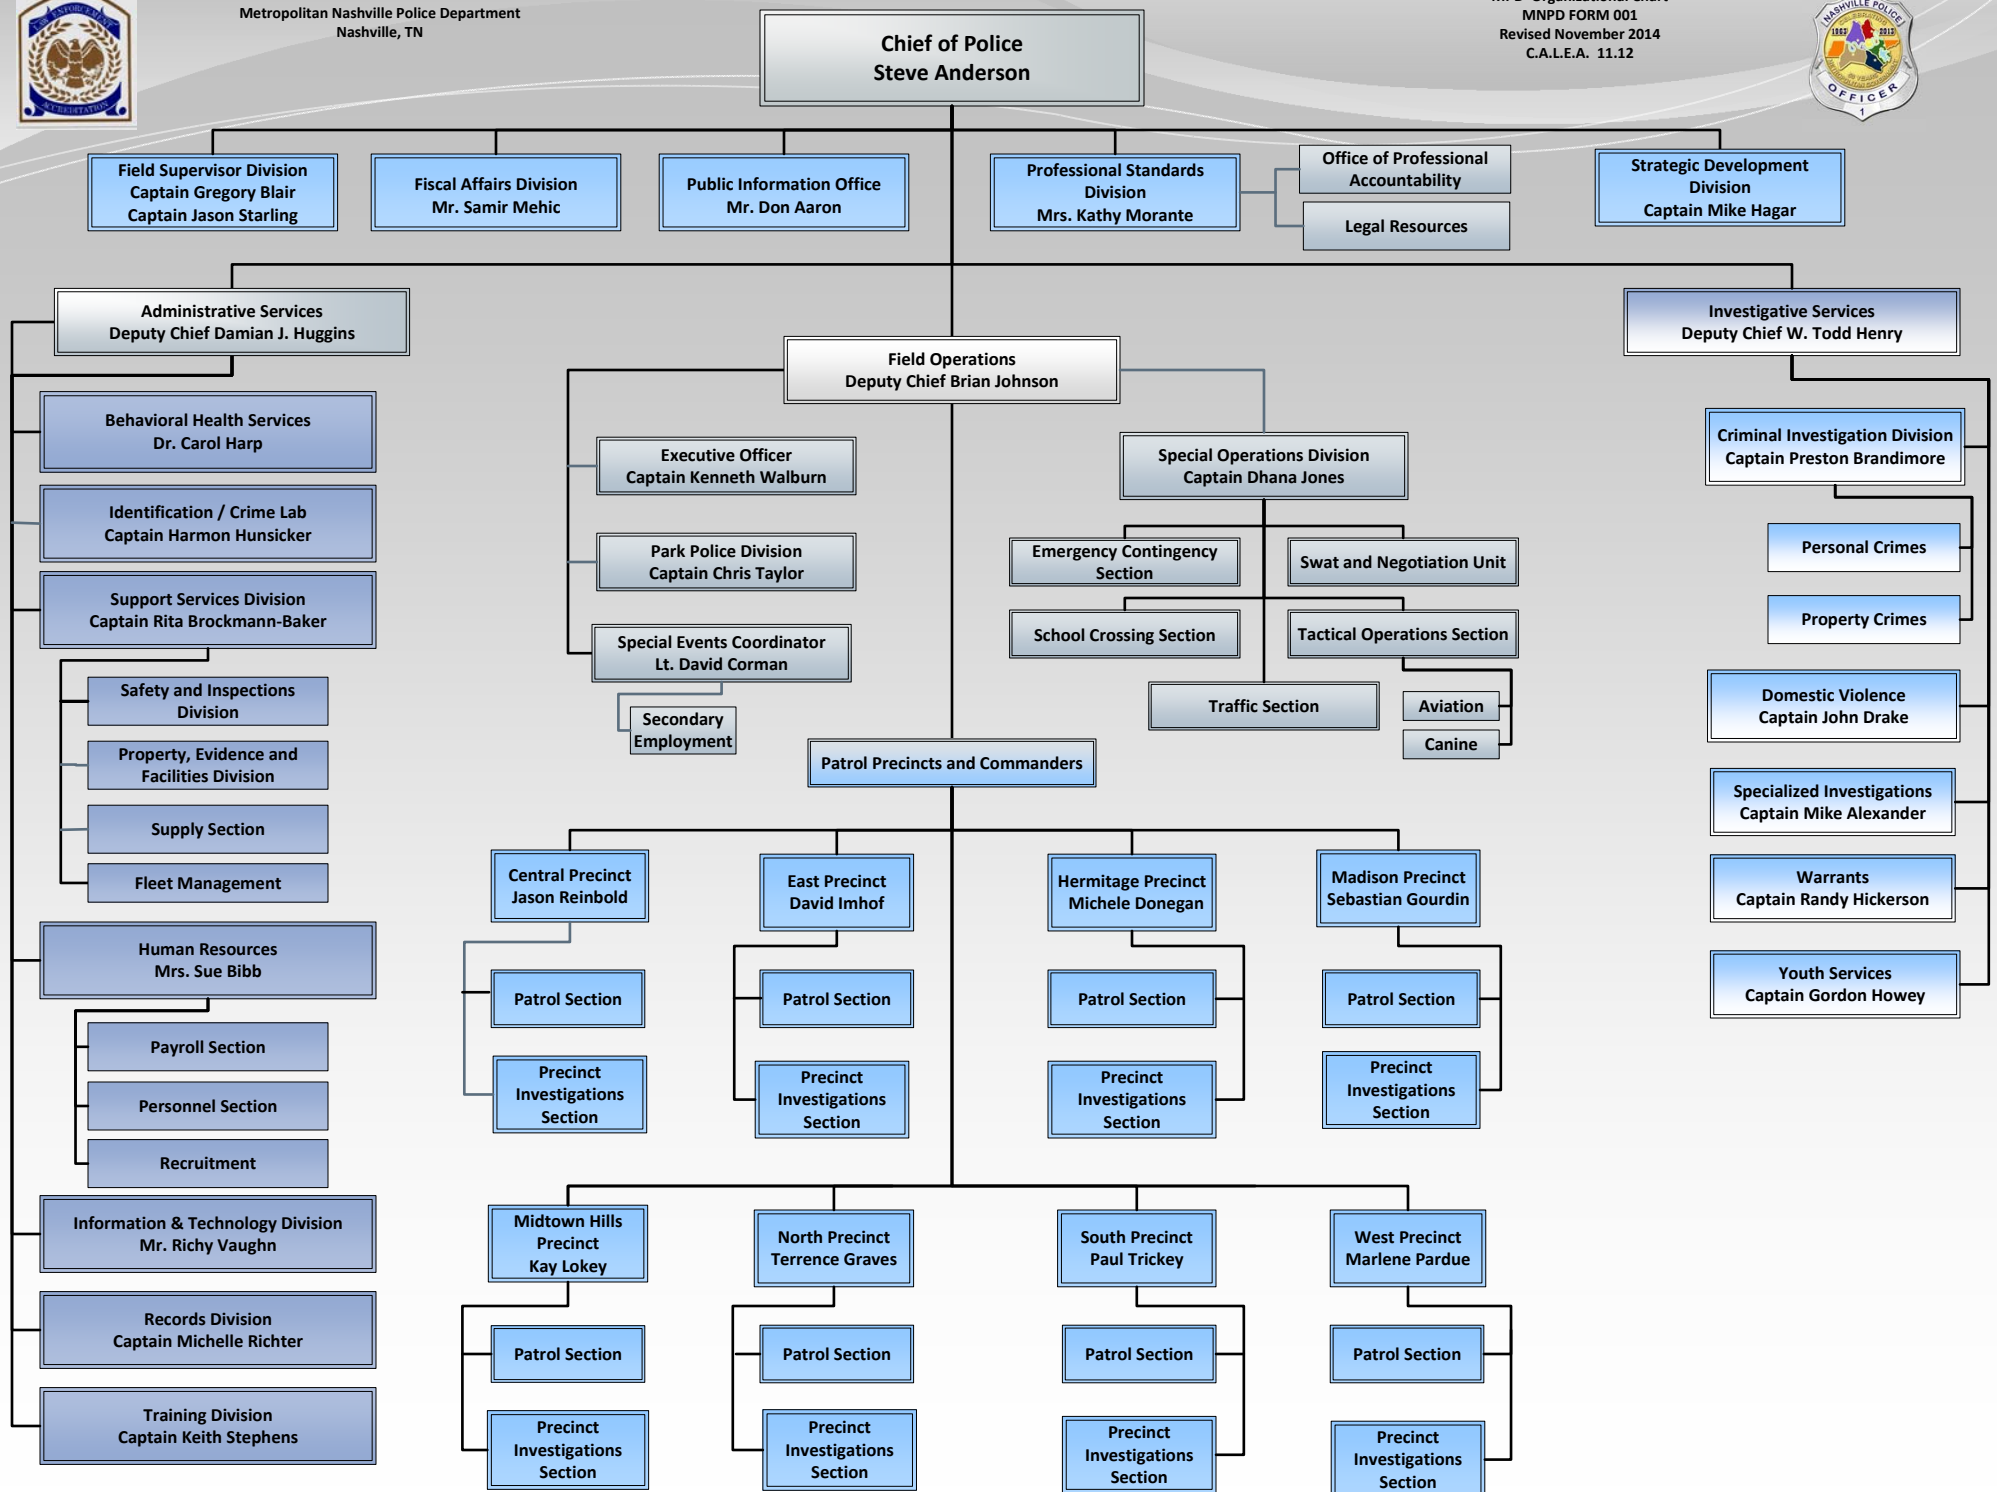 Metropolitan Nashville Police Department
Nashville, TN
MNPD FORM 001
Revised November 2014
C.A.L.E.A. 11.12
LAW ENFORCEMENT
ACCREDITATION
NASHVILLE POLICE
CELEBRATING
1963 2013
50 YEARS
OFFICER
1
Chief of Police
Steve Anderson
Field Supervisor Division
Captain Gregory Blair
Captain Jason Starling
Fiscal Affairs Division
Mr. Samir Mehic
Public Information Office
Mr. Don Aaron
Professional Standards
Division
Mrs. Kathy Morante
Office of Professional
Accountability
Legal Resources
Strategic Development
Division
Captain Mike Hagar
Administrative Services
Deputy Chief Damian J. Huggins
Field Operations
Deputy Chief Brian Johnson
Investigative Services
Deputy Chief W. Todd Henry
Behavioral Health Services
Dr. Carol Harp
Identification / Crime Lab
Captain Harmon Hunsicker
Support Services Division
Captain Rita Brockmann-Baker
Safety and Inspections
Division
Property, Evidence and
Facilities Division
Supply Section
Fleet Management
Human Resources
Mrs. Sue Bibb
Payroll Section
Personnel Section
Recruitment
Information & Technology Division
Mr. Richy Vaughn
Records Division
Captain Michelle Richter
Training Division
Captain Keith Stephens
Executive Officer
Captain Kenneth Walburn
Park Police Division
Captain Chris Taylor
Special Events Coordinator
Lt. David Corman
Secondary
Employment
Special Operations Division
Captain Dhana Jones
Emergency Contingency
Section
Swat and Negotiation Unit
School Crossing Section
Tactical Operations Section
Traffic Section
Aviation
Canine
Patrol Precincts and Commanders
Central Precinct
Jason Reinbold
Patrol Section
Precinct
Investigations
Section
East Precinct
David Imhof
Patrol Section
Precinct
Investigations
Section
Hermitage Precinct
Michele Donegan
Patrol Section
Precinct
Investigations
Section
Madison Precinct
Sebastian Gourdin
Patrol Section
Precinct
Investigations
Section
Midtown Hills
Precinct
Kay Lokey
Patrol Section
Precinct
Investigations
Section
North Precinct
Terrence Graves
Patrol Section
Precinct
Investigations
Section
South Precinct
Paul Trickey
Patrol Section
Precinct
Investigations
Section
West Precinct
Marlene Pardue
Patrol Section
Precinct
Investigations
Section
Criminal Investigation Division
Captain Preston Brandimore
Personal Crimes
Property Crimes
Domestic Violence
Captain John Drake
Specialized Investigations
Captain Mike Alexander
Warrants
Captain Randy Hickerson
Youth Services
Captain Gordon Howey